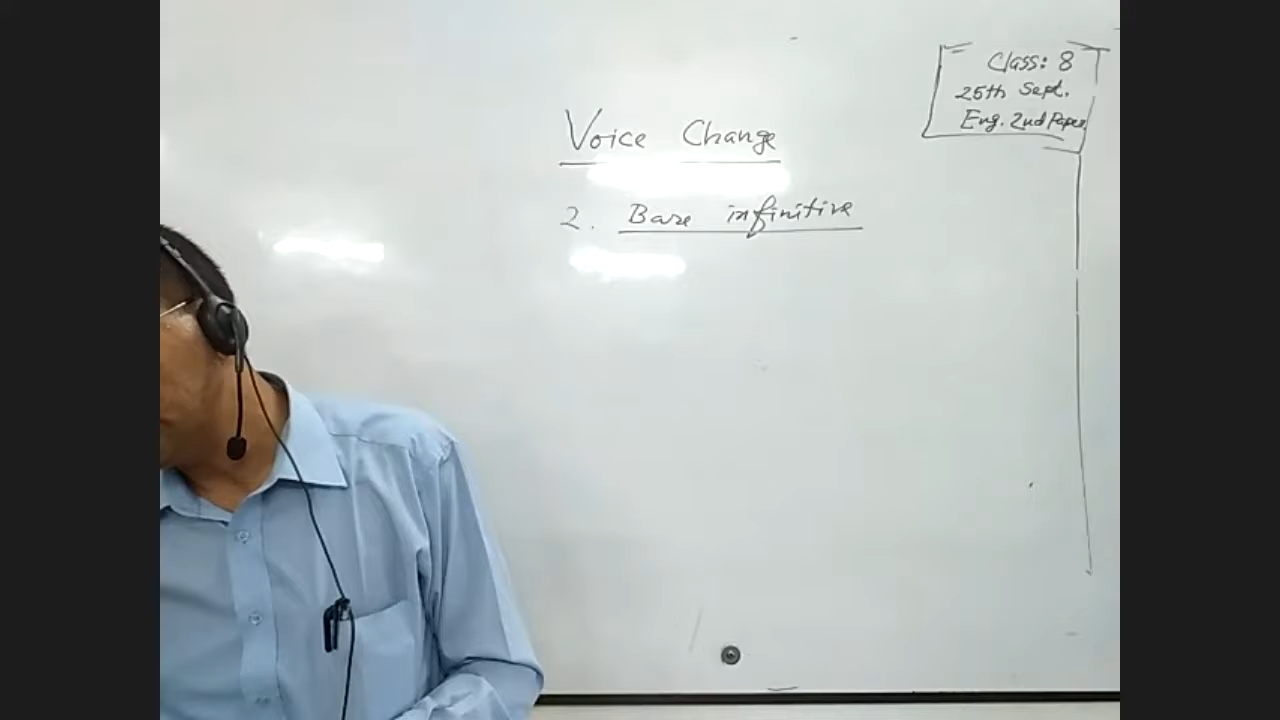 Class: 8
25th Sept.
Eng. 2nd Paper
Voice Change
2. Bare infinitive